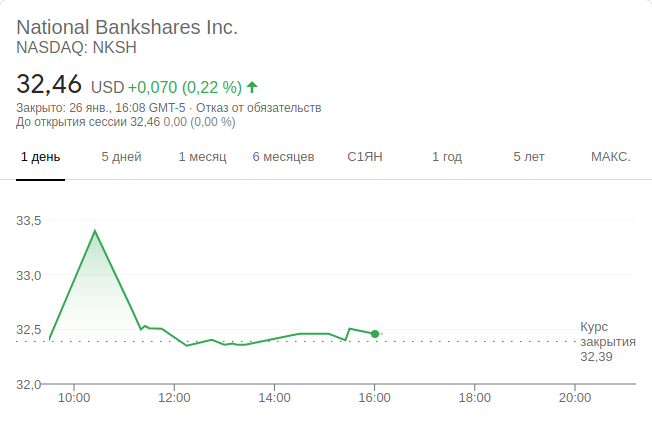 National Bankshares Inc.
NASDAQ: NKSH
32,46 USD +0,070 (0,22 %)
Закрыто: 26 янв., 16:08 GMT-5 · Отказ от обязательств
До открытия сессии 32,46 0,00 (0,00 %)
1 день 5 дней 1 месяц 6 месяцев С1ЯН 1 год 5 лет МАКС.
33,5
33,0
32,5
32,0
Курс
закрытия
32,39
10:00 12:00 14:00 16:00 18:00 20:00